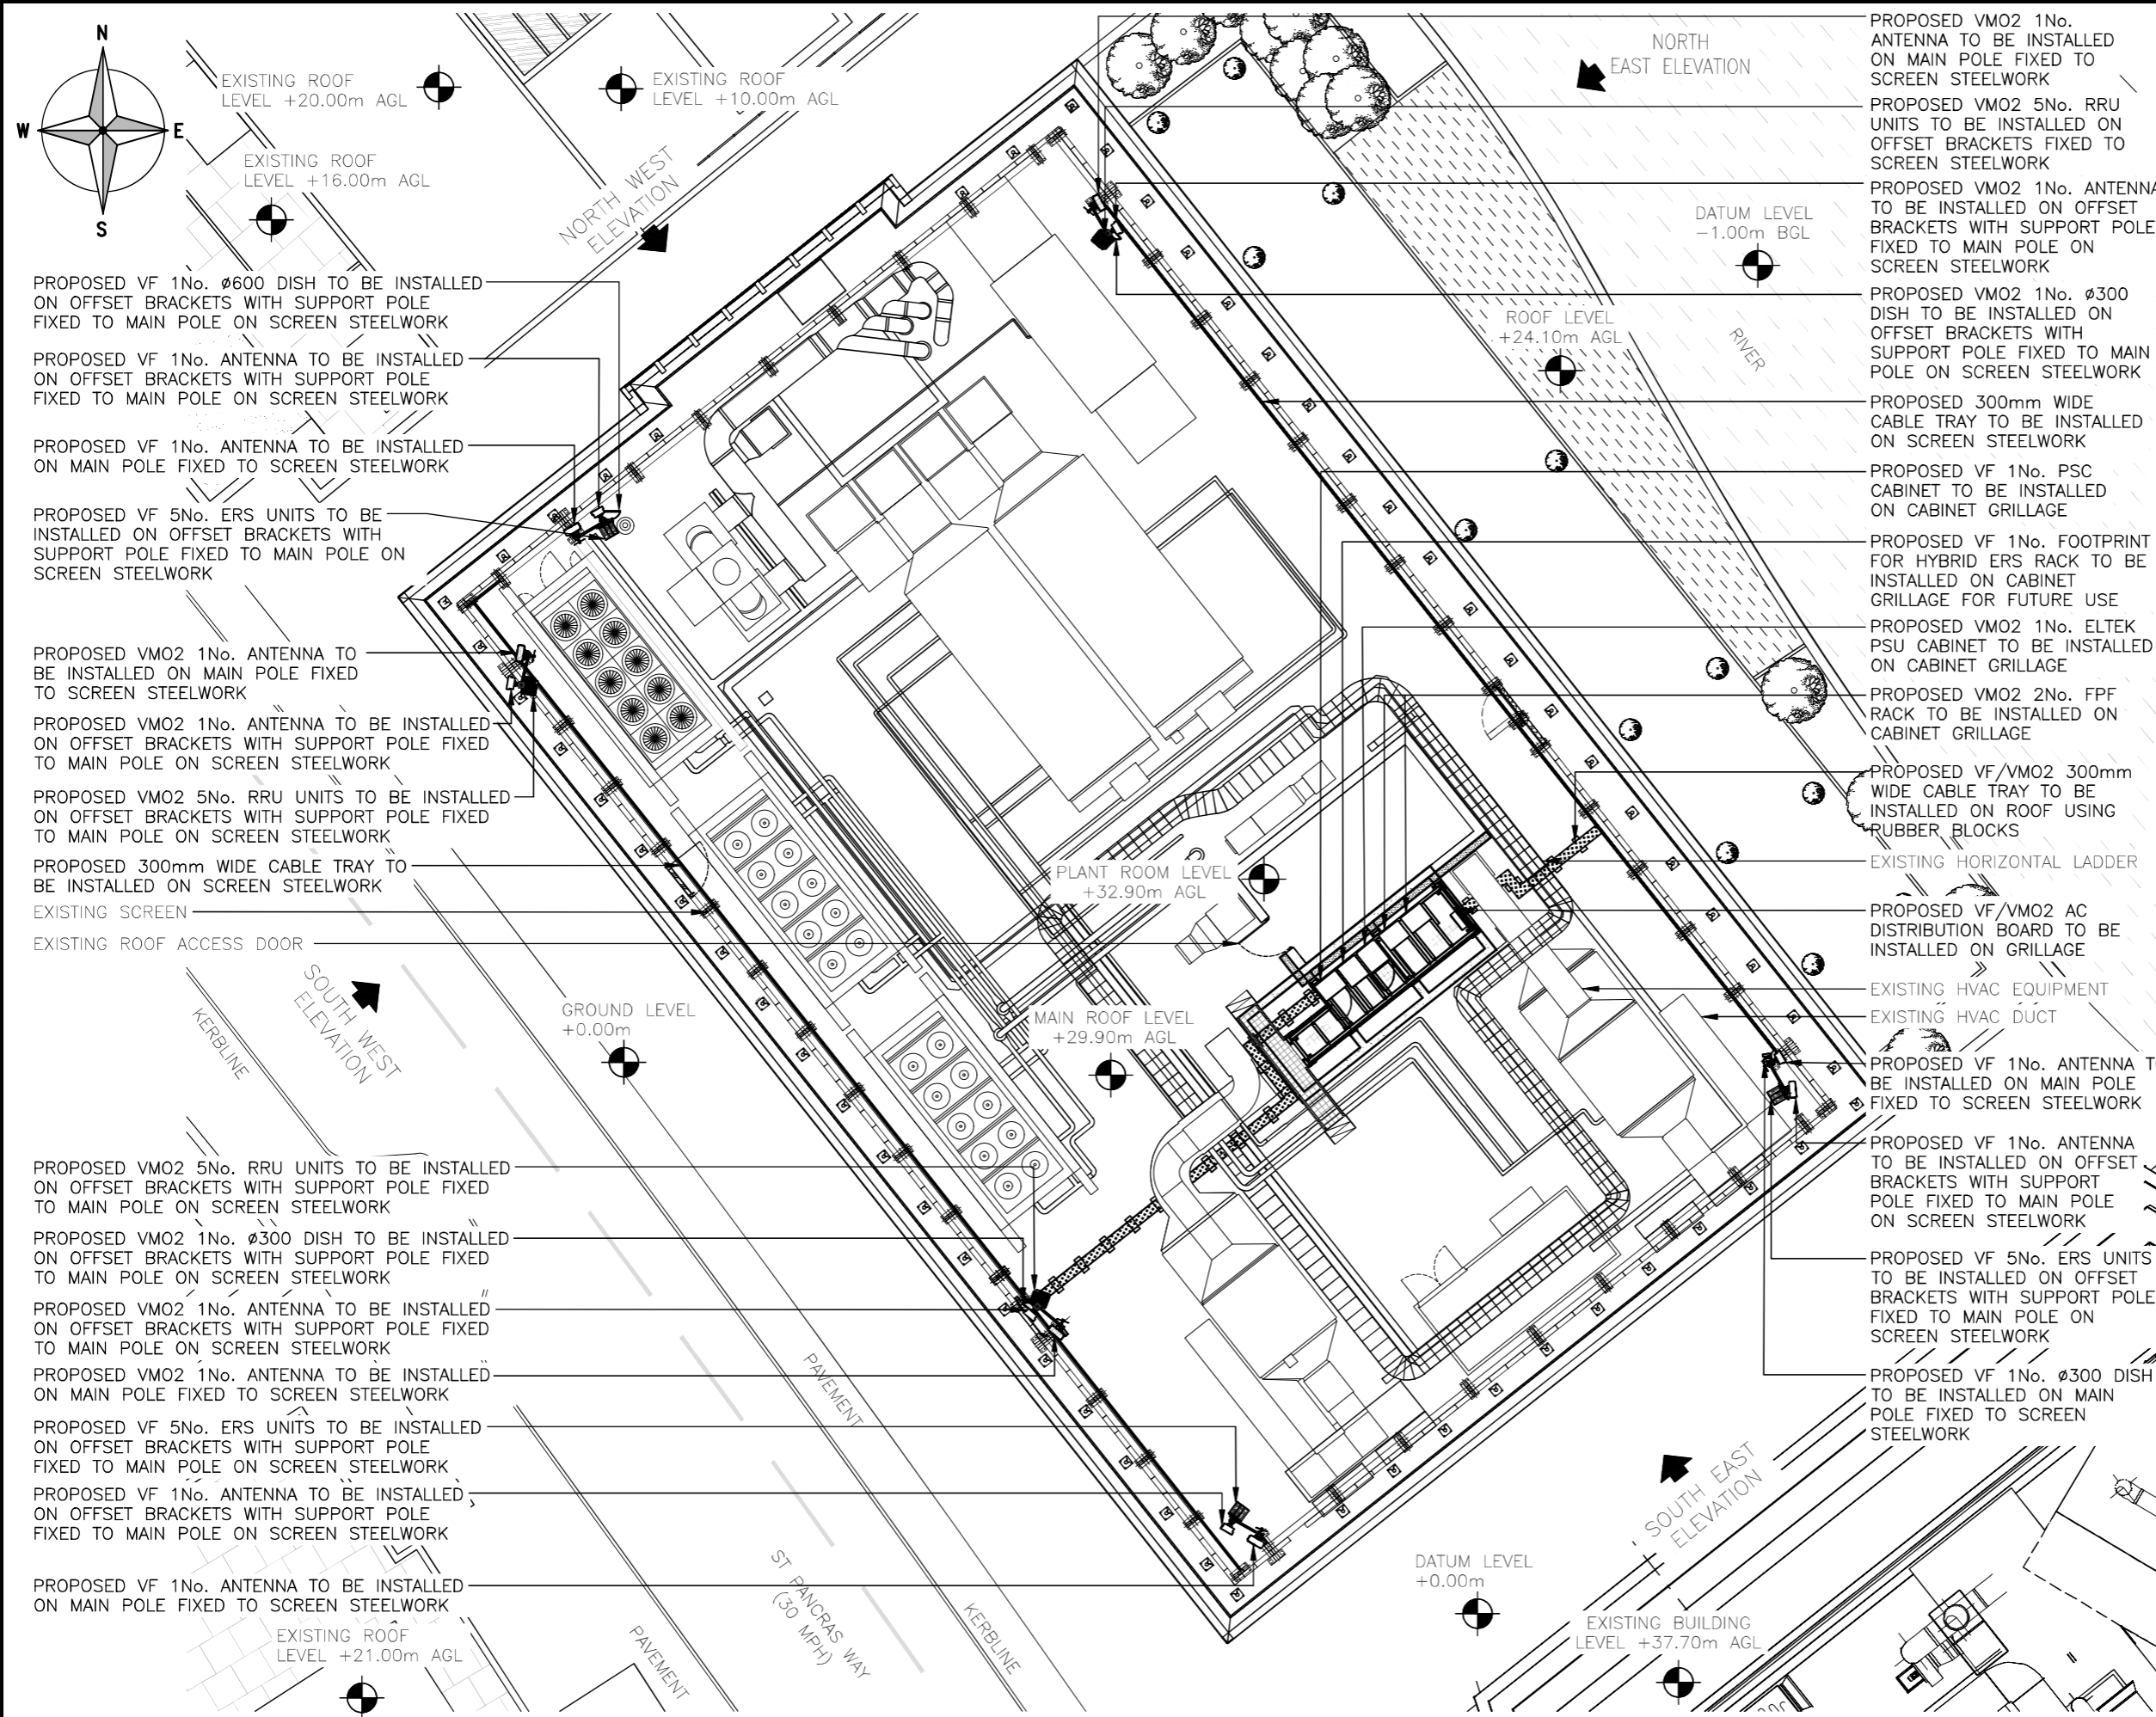 N
W
E
S
EXISTING ROOF
LEVEL +20.00m AGL
EXISTING ROOF
LEVEL +10.00m AGL
EXISTING ROOF
LEVEL +16.00m AGL
NORTH WEST
ELEVATION
NORTH
EAST ELEVATION
DATUM LEVEL
-1.00m BGL
ROOF LEVEL
+24.10m AGL
RIVER
PROPOSED VF 1No. ø600 DISH TO BE INSTALLED
ON OFFSET BRACKETS WITH SUPPORT POLE
FIXED TO MAIN POLE ON SCREEN STEELWORK
PROPOSED VF 1No. ANTENNA TO BE INSTALLED
ON OFFSET BRACKETS WITH SUPPORT POLE
FIXED TO MAIN POLE ON SCREEN STEELWORK
PROPOSED VF 1No. ANTENNA TO BE INSTALLED
ON MAIN POLE FIXED TO SCREEN STEELWORK
PROPOSED VF 5No. ERS UNITS TO BE
INSTALLED ON OFFSET BRACKETS WITH
SUPPORT POLE FIXED TO MAIN POLE ON
SCREEN STEELWORK
PROPOSED VMO2 1No. ANTENNA TO
BE INSTALLED ON MAIN POLE FIXED
TO SCREEN STEELWORK
PROPOSED VMO2 1No. ANTENNA TO BE INSTALLED
ON OFFSET BRACKETS WITH SUPPORT POLE FIXED
TO MAIN POLE ON SCREEN STEELWORK
PROPOSED VMO2 5No. RRU UNITS TO BE INSTALLED
ON OFFSET BRACKETS WITH SUPPORT POLE FIXED
TO MAIN POLE ON SCREEN STEELWORK
PROPOSED 300mm WIDE CABLE TRAY TO
BE INSTALLED ON SCREEN STEELWORK
EXISTING SCREEN
EXISTING ROOF ACCESS DOOR
SOUTH WEST
ELEVATION
KERBLINE
GROUND LEVEL
+0.00m
PLANT ROOM LEVEL
+32.90m AGL
MAIN ROOF LEVEL
+29.90m AGL
PROPOSED VMO2 5No. RRU UNITS TO BE INSTALLED
ON OFFSET BRACKETS WITH SUPPORT POLE FIXED
TO MAIN POLE ON SCREEN STEELWORK
PROPOSED VMO2 1No. ø300 DISH TO BE INSTALLED
ON OFFSET BRACKETS WITH SUPPORT POLE FIXED
TO MAIN POLE ON SCREEN STEELWORK
PROPOSED VMO2 1No. ANTENNA TO BE INSTALLED
ON OFFSET BRACKETS WITH SUPPORT POLE FIXED
TO MAIN POLE ON SCREEN STEELWORK
PROPOSED VMO2 1No. ANTENNA TO BE INSTALLED
ON MAIN POLE FIXED TO SCREEN STEELWORK
PROPOSED VF 5No. ERS UNITS TO BE INSTALLED
ON OFFSET BRACKETS WITH SUPPORT POLE
FIXED TO MAIN POLE ON SCREEN STEELWORK
PROPOSED VF 1No. ANTENNA TO BE INSTALLED
ON OFFSET BRACKETS WITH SUPPORT POLE
FIXED TO MAIN POLE ON SCREEN STEELWORK
PROPOSED VF 1No. ANTENNA TO BE INSTALLED
ON MAIN POLE FIXED TO SCREEN STEELWORK
EXISTING ROOF
LEVEL +21.00m AGL
PAVEMENT
PAVEMENT
ST PANCRAS WAY
(30 MPH)
KERBLINE
DATUM LEVEL
+0.00m
EXISTING BUILDING
LEVEL +37.70m AGL
SOUTH EAST
ELEVATION
PROPOSED VMO2 1No.
ANTENNA TO BE INSTALLED
ON MAIN POLE FIXED TO
SCREEN STEELWORK
PROPOSED VMO2 5No. RRU
UNITS TO BE INSTALLED ON
OFFSET BRACKETS FIXED TO
SCREEN STEELWORK
PROPOSED VMO2 1No. ANTENNA
TO BE INSTALLED ON OFFSET
BRACKETS WITH SUPPORT POLE
FIXED TO MAIN POLE ON
SCREEN STEELWORK
PROPOSED VMO2 1No. ø300
DISH TO BE INSTALLED ON
OFFSET BRACKETS WITH
SUPPORT POLE FIXED TO MAIN
POLE ON SCREEN STEELWORK
PROPOSED 300mm WIDE
CABLE TRAY TO BE INSTALLED
ON SCREEN STEELWORK
PROPOSED VF 1No. PSC
CABINET TO BE INSTALLED
ON CABINET GRILLAGE
PROPOSED VF 1No. FOOTPRINT
FOR HYBRID ERS RACK TO BE
INSTALLED ON CABINET
GRILLAGE FOR FUTURE USE
PROPOSED VMO2 1No. ELTEK
PSU CABINET TO BE INSTALLED
ON CABINET GRILLAGE
PROPOSED VMO2 2No. FPF
RACK TO BE INSTALLED ON
CABINET GRILLAGE
PROPOSED VF/VMO2 300mm
WIDE CABLE TRAY TO BE
INSTALLED ON ROOF USING
RUBBER BLOCKS
EXISTING HORIZONTAL LADDER
PROPOSED VF/VMO2 AC
DISTRIBUTION BOARD TO BE
INSTALLED ON GRILLAGE
EXISTING HVAC EQUIPMENT
EXISTING HVAC DUCT
PROPOSED VF 1No. ANTENNA TO
BE INSTALLED ON MAIN POLE
FIXED TO SCREEN STEELWORK
PROPOSED VF 1No. ANTENNA
TO BE INSTALLED ON OFFSET
BRACKETS WITH SUPPORT
POLE FIXED TO MAIN POLE
ON SCREEN STEELWORK
PROPOSED VF 5No. ERS UNITS
TO BE INSTALLED ON OFFSET
BRACKETS WITH SUPPORT POLE
FIXED TO MAIN POLE ON
SCREEN STEELWORK
PROPOSED VF 1No. ø300 DISH
TO BE INSTALLED ON MAIN
POLE FIXED TO SCREEN
STEELWORK